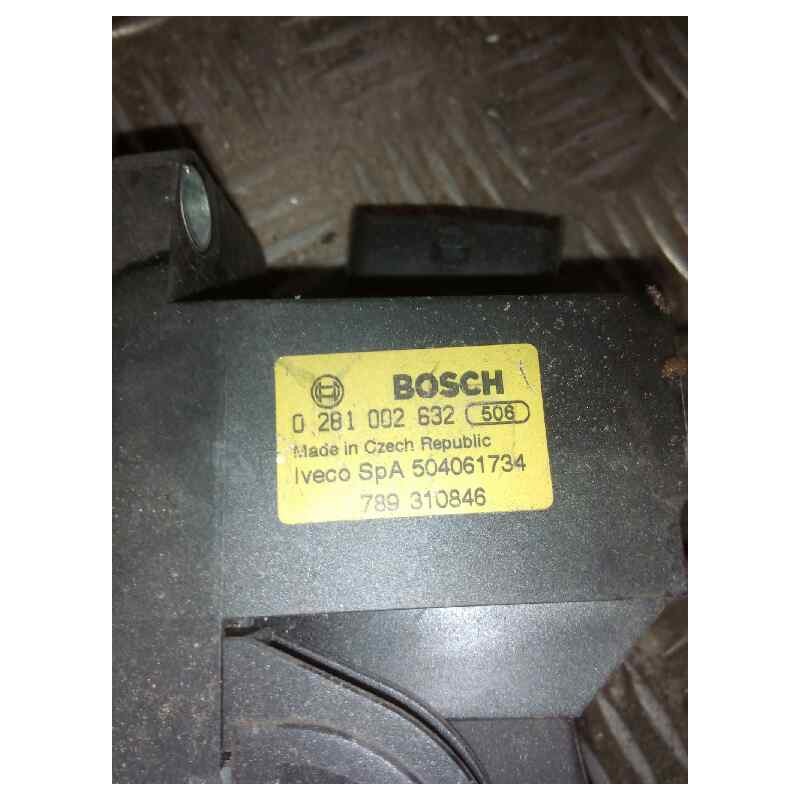 BOSCH
0 281 002 632 506
Made in Czech Republic
Iveco SpA 504061734
789 310846